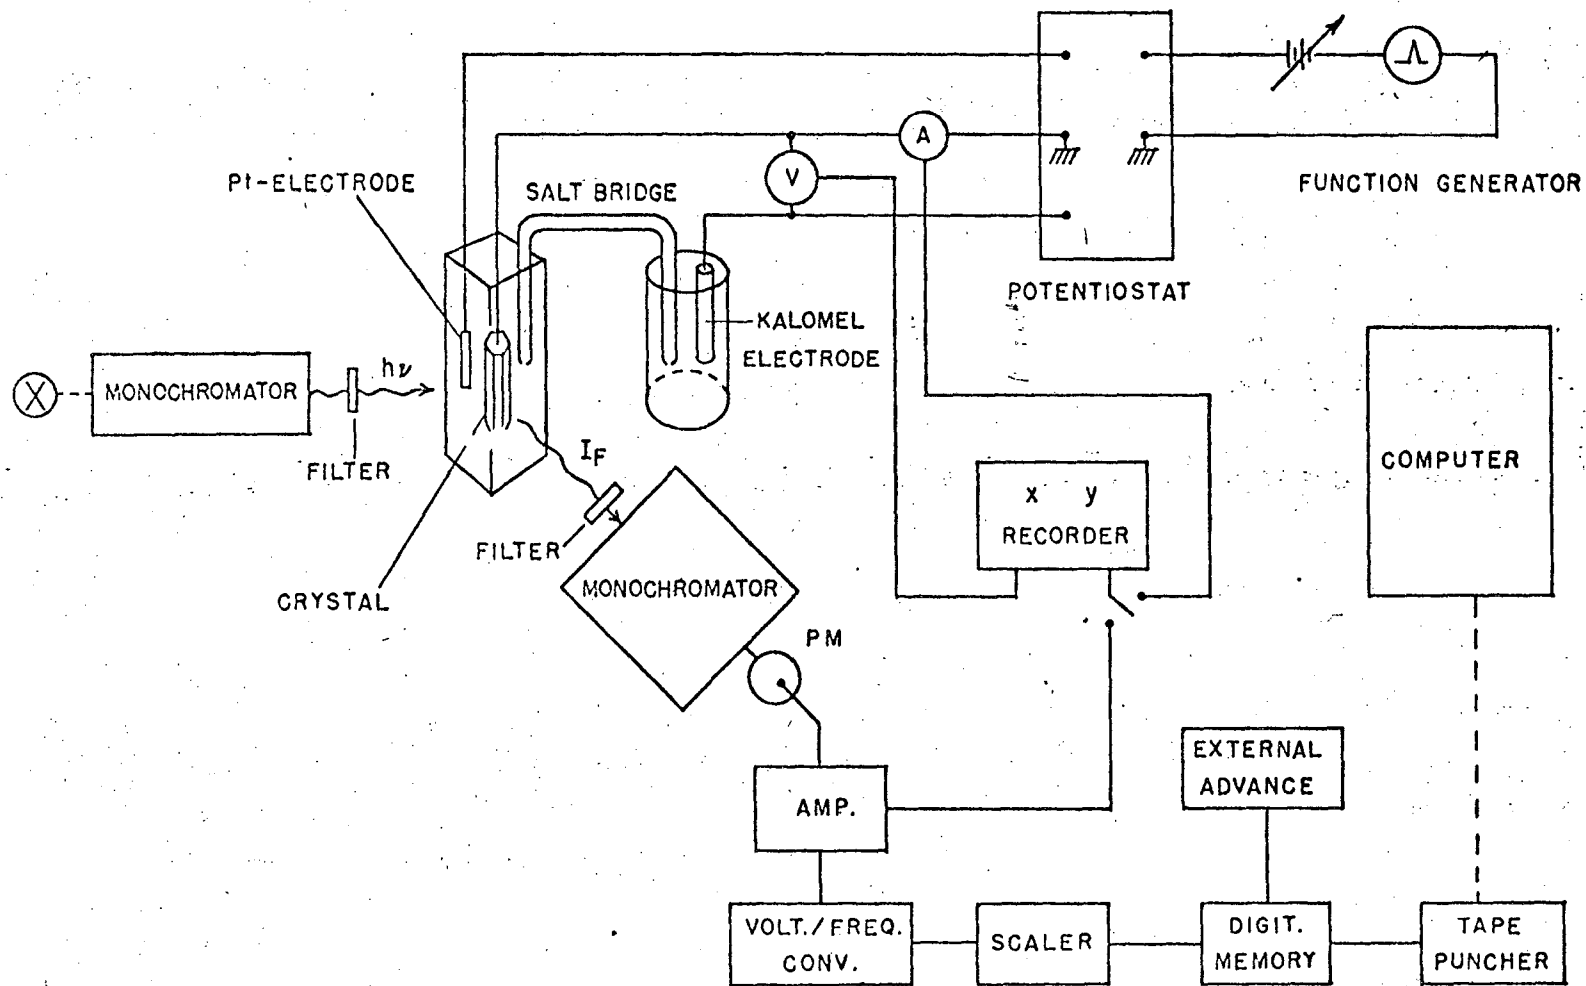 A
V
FUNCTION GENERATOR
Pt-ELECTRODE
SALT BRIDGE
POTENTIOSTAT
KALOMEL
ELECTRODE
MONOCHROMATOR
hν
FILTER
COMPUTER
I_F
x y
RECORDER
FILTER
CRYSTAL
MONOCHROMATOR
PM
EXTERNAL
ADVANCE
AMP.
VOLT./FREQ.
CONV.
SCALER
DIGIT.
MEMORY
TAPE
PUNCHER